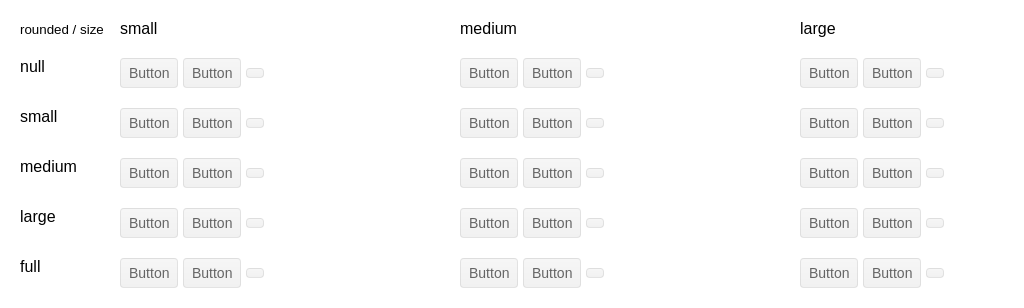 rounded / size small medium large
null Button Button Button Button Button Button
small Button Button Button Button Button Button
medium Button Button Button Button Button Button
large Button Button Button Button Button Button
full Button Button Button Button Button Button